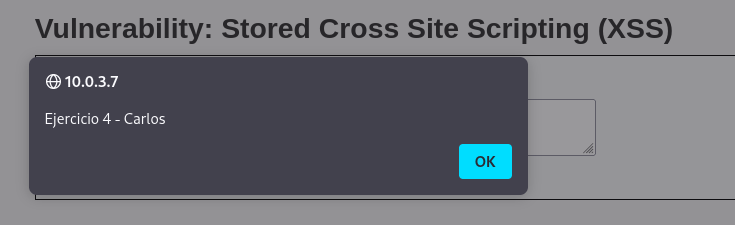 Vulnerability: Stored Cross Site Scripting (XSS)
10.0.3.7
Ejercicio 4 - Carlos
OK